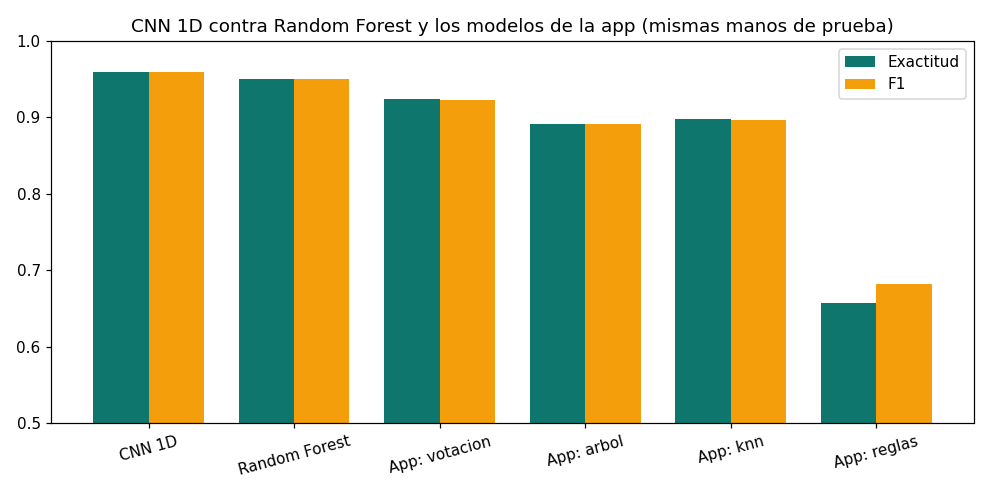 CNN 1D contra Random Forest y los modelos de la app (mismas manos de prueba)
Exactitud
F1
1.0
0.9
0.8
0.7
0.6
0.5
CNN 1D
Random Forest
App: votacion
App: arbol
App: knn
App: reglas